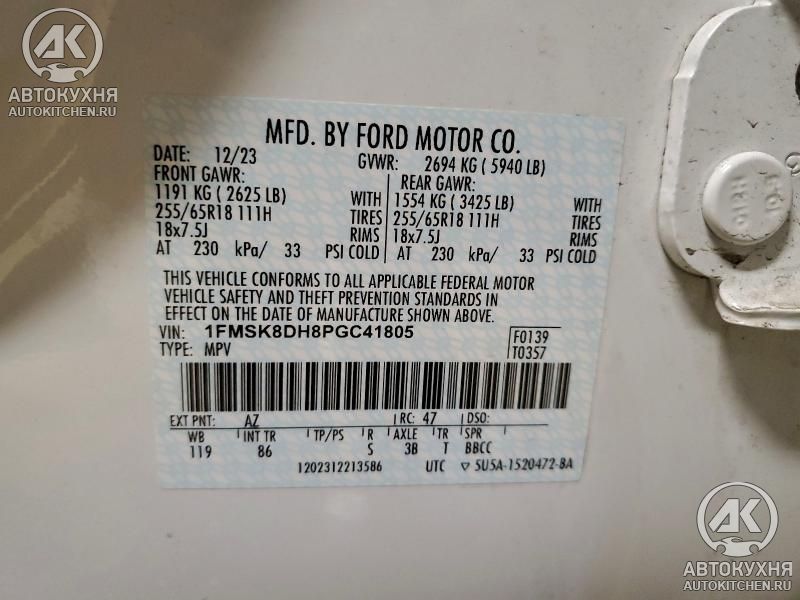 АК
АВТОКУХНЯ
AUTOKITCHEN.RU
MFD. BY FORD MOTOR CO.
DATE: 12/23 GVWR: 2694 KG ( 5940 LB)
FRONT GAWR: REAR GAWR:
1191 KG ( 2625 LB) WITH 1554 KG ( 3425 LB) WITH
255/65R18 111H TIRES 255/65R18 111H TIRES
18x7.5J RIMS 18x7.5J RIMS
AT 230 kPa/ 33 PSI COLD AT 230 kPa/ 33 PSI COLD
THIS VEHICLE CONFORMS TO ALL APPLICABLE FEDERAL MOTOR
VEHICLE SAFETY AND THEFT PREVENTION STANDARDS IN
EFFECT ON THE DATE OF MANUFACTURE SHOWN ABOVE.
VIN: 1FMSK8DH8PGC41805 F0139
TYPE: MPV T0357
EXT PNT: AZ RC: 47 DSO:
WB INT TR TP/PS R AXLE TR SPR
119 86 S 3B T BBCC
1202312213586 UTC ▽ 5U5A-1520472-BA
АК
АВТОКУХНЯ
AUTOKITCHEN.RU